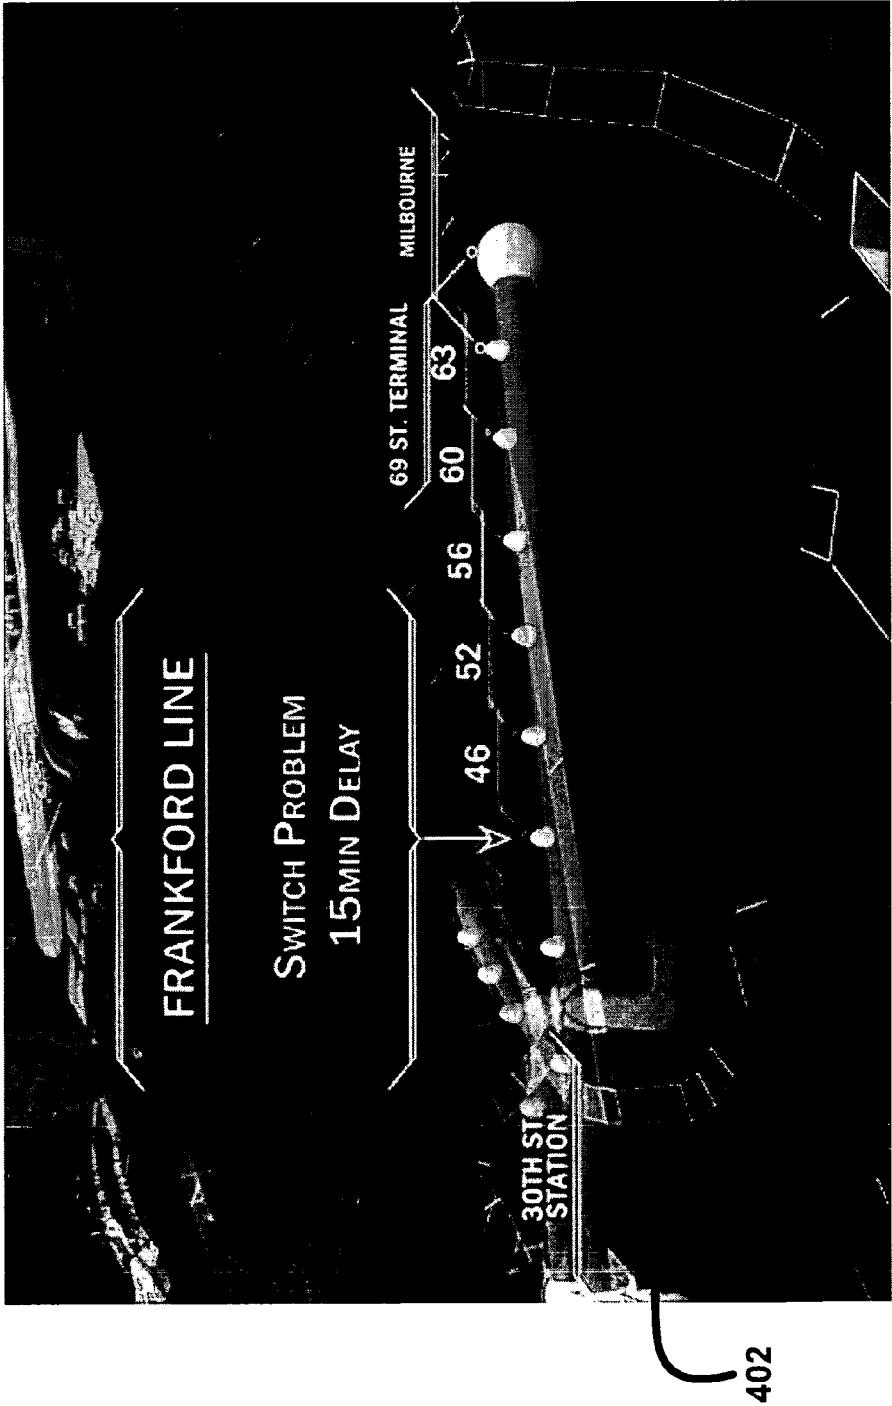 FRANKFORD LINE
SWITCH PROBLEM
15MIN DELAY
69 ST. TERMINAL
MILBOURNE
46
52
56
60
63
30TH ST
STATION
402